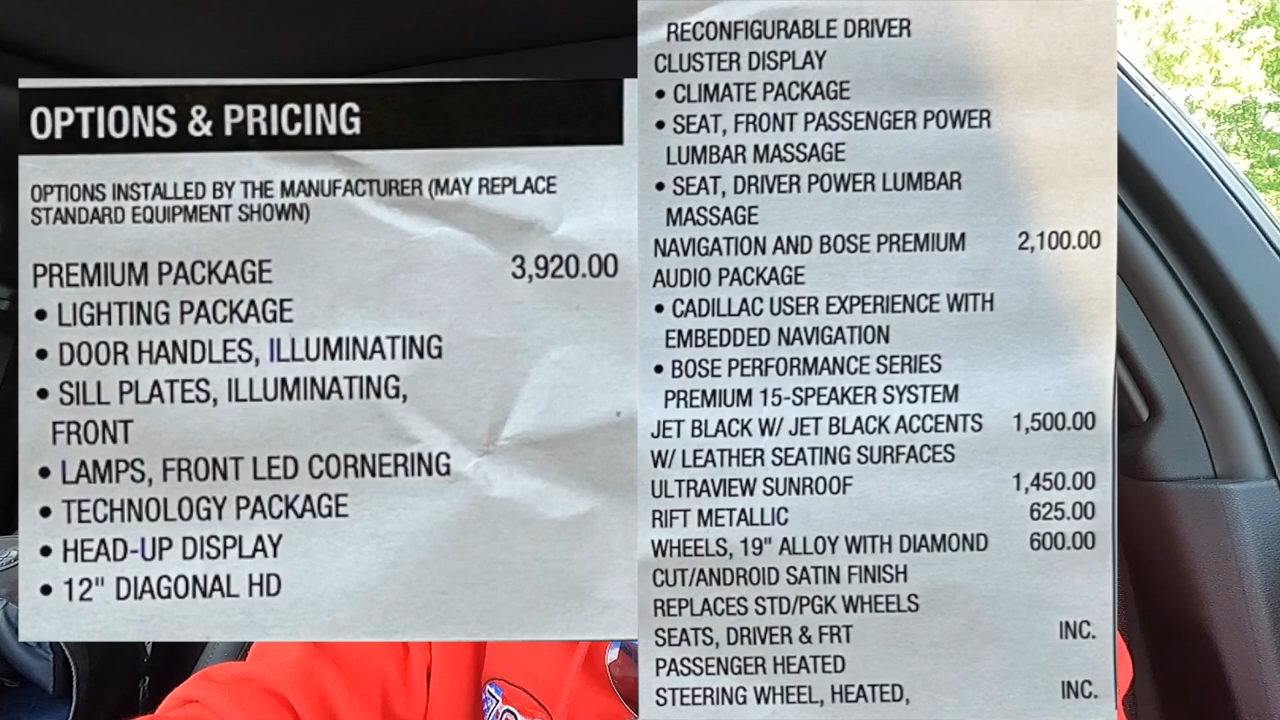 OPTIONS & PRICING
OPTIONS INSTALLED BY THE MANUFACTURER (MAY REPLACE
STANDARD EQUIPMENT SHOWN)
PREMIUM PACKAGE 3,920.00
• LIGHTING PACKAGE
• DOOR HANDLES, ILLUMINATING
• SILL PLATES, ILLUMINATING,
FRONT
• LAMPS, FRONT LED CORNERING
• TECHNOLOGY PACKAGE
• HEAD-UP DISPLAY
• 12" DIAGONAL HD
RECONFIGURABLE DRIVER
CLUSTER DISPLAY
• CLIMATE PACKAGE
• SEAT, FRONT PASSENGER POWER
LUMBAR MASSAGE
• SEAT, DRIVER POWER LUMBAR
MASSAGE
NAVIGATION AND BOSE PREMIUM 2,100.00
AUDIO PACKAGE
• CADILLAC USER EXPERIENCE WITH
EMBEDDED NAVIGATION
• BOSE PERFORMANCE SERIES
PREMIUM 15-SPEAKER SYSTEM
JET BLACK W/ JET BLACK ACCENTS 1,500.00
W/ LEATHER SEATING SURFACES
ULTRAVIEW SUNROOF 1,450.00
RIFT METALLIC 625.00
WHEELS, 19" ALLOY WITH DIAMOND 600.00
CUT/ANDROID SATIN FINISH
REPLACES STD/PGK WHEELS
SEATS, DRIVER & FRT INC.
PASSENGER HEATED
STEERING WHEEL, HEATED, INC.